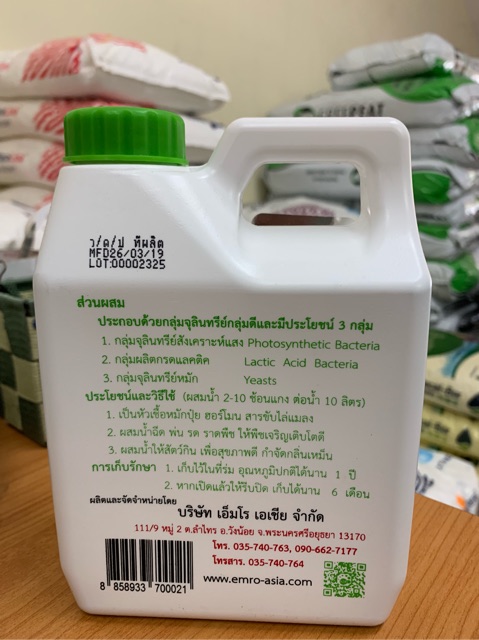 ว/ด/ป ที่ผลิต
MFD26/03/19
LOT:00002325
ส่วนผสม
ประกอบด้วยกลุ่มจุลินทรีย์กลุ่มดีและมีประโยชน์ 3 กลุ่ม
1. กลุ่มจุลินทรีย์สังเคราะห์แสง Photosynthetic Bacteria
2. กลุ่มผลิตกรดแลคติค Lactic Acid Bacteria
3. กลุ่มจุลินทรีย์หมัก Yeasts
ประโยชน์และวิธีใช้ (ผสมน้ำ 2-10 ช้อนแกง ต่อน้ำ 10 ลิตร)
1. เป็นหัวเชื้อหมักปุ๋ย ฮอร์โมน สารขับไล่แมลง
2. ผสมน้ำฉีด พ่น รด ราดพืช ให้พืชเจริญเติบโตดี
3. ผสมน้ำให้สัตว์กิน เพื่อสุขภาพดี กำจัดกลิ่นเหม็น
การเก็บรักษา 1. เก็บไว้ในที่ร่ม อุณหภูมิปกติได้นาน 1 ปี
2. หากเปิดแล้วให้รีบปิด เก็บได้นาน 6 เดือน
ผลิตและจัดจำหน่ายโดย
บริษัท เอ็มโร เอเชีย จำกัด
111/9 หมู่ 2 ต.ลำไทร อ.วังน้อย จ.พระนครศรีอยุธยา 13170
โทร. 035-740-763, 090-662-7177
โทรสาร. 035-740-764
www.emro-asia.com
8 858933 700021